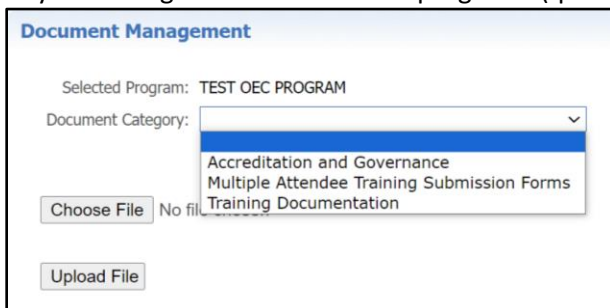 Document Management
Selected Program: TEST OEC PROGRAM
Document Category:
Accreditation and Governance
Multiple Attendee Training Submission Forms
Training Documentation
Choose File No fil
Upload File